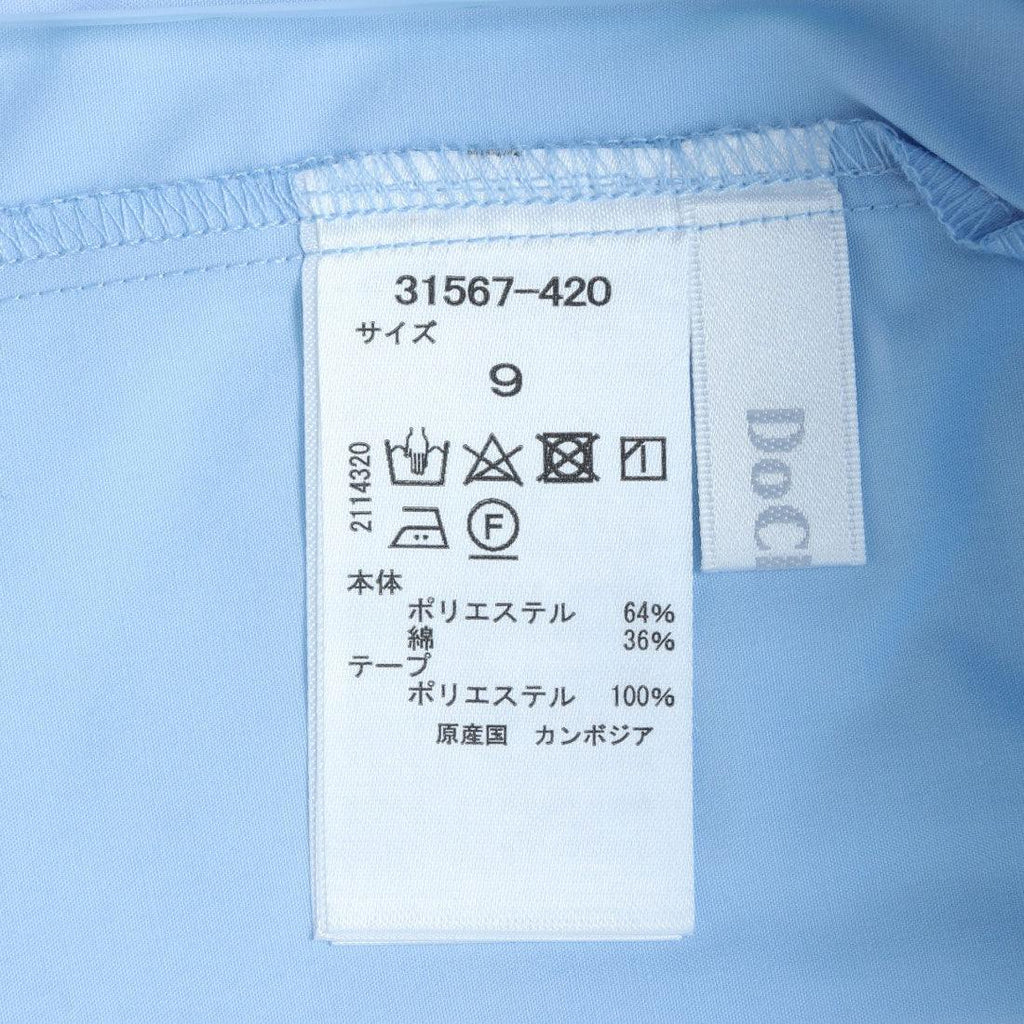 31567-420
サイズ
9
2114320
F
本体
ポリエステル 64%
綿 36%
テープ
ポリエステル 100%
原産国 カンボジア